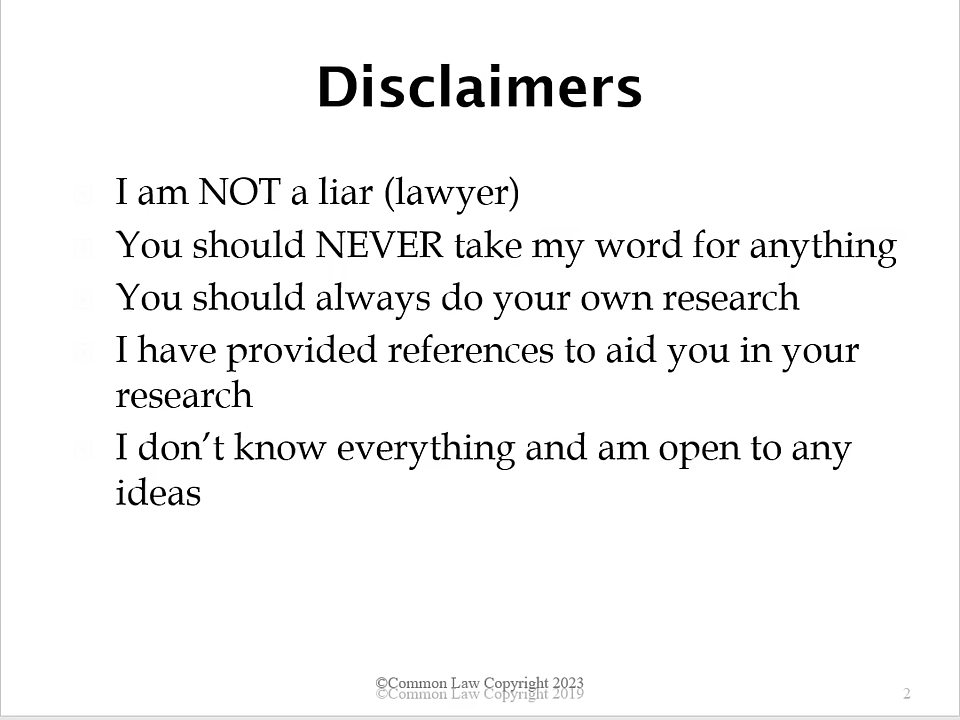 Disclaimers
I am NOT a liar (lawyer)
You should NEVER take my word for anything
You should always do your own research
I have provided references to aid you in your
research
I don’t know everything and am open to any
ideas
©Common Law Copyright 2023
©Common Law Copyright 2019
2